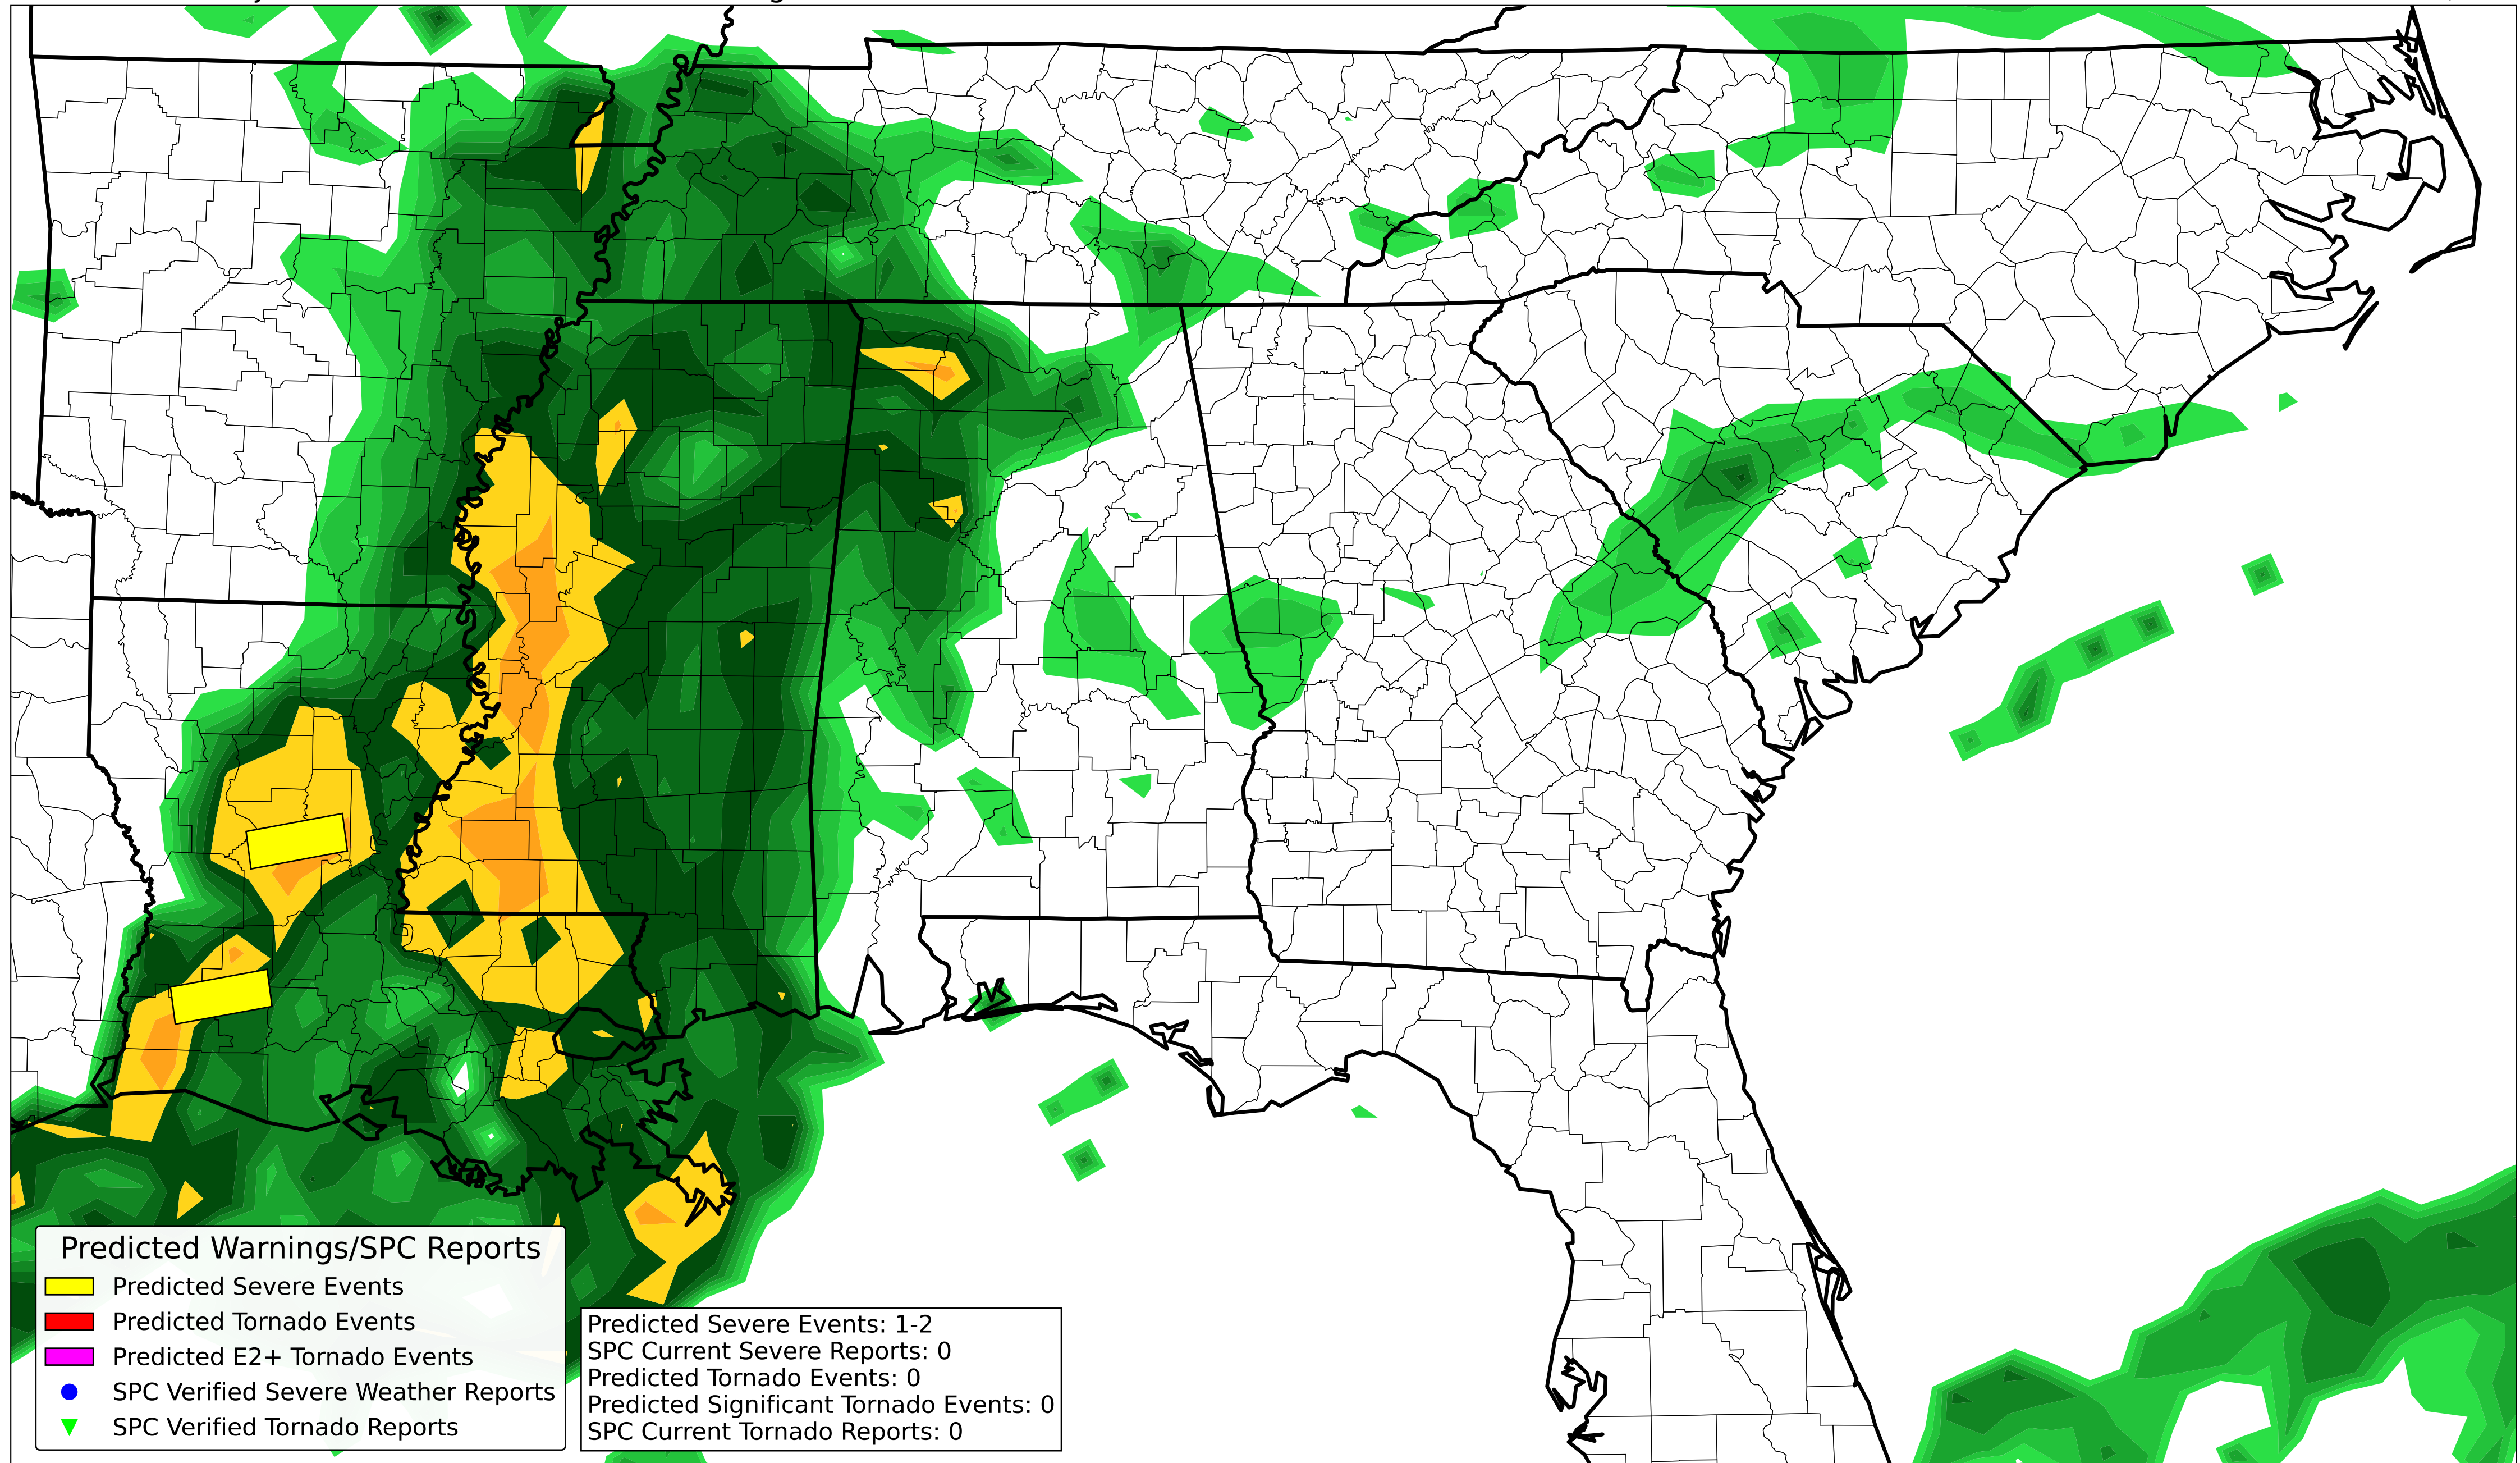 Predicted Warnings/SPC Reports
Predicted Severe Events
Predicted Tornado Events
Predicted E2+ Tornado Events
SPC Verified Severe Weather Reports
SPC Verified Tornado Reports
Predicted Severe Events: 1-2
SPC Current Severe Reports: 0
Predicted Tornado Events: 0
Predicted Significant Tornado Events: 0
SPC Current Tornado Reports: 0